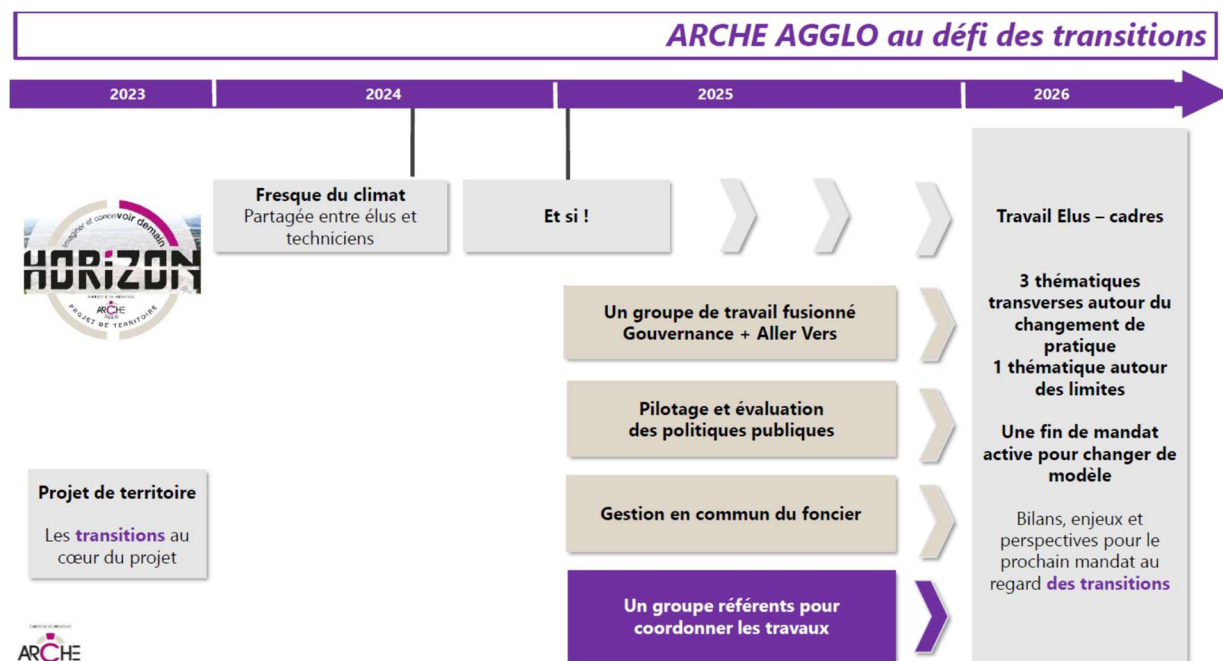 ARCHE AGGLO au défi des transitions
2023
2024
2025
2026
Fresque du climat
Partagée entre élus et
techniciens
Et si !
Imaginer et concevoir demain
HORiZON
ARCHE
AGGLO
PROJET DE TERRITOIRE
Un groupe de travail fusionné
Gouvernance + Aller Vers
Pilotage et évaluation
des politiques publiques
Gestion en commun du foncier
Un groupe référents pour
coordonner les travaux
Projet de territoire
Les transitions au
cœur du projet
Travail Elus – cadres
3 thématiques
transverses autour du
changement de
pratique
1 thématique autour
des limites
Une fin de mandat
active pour changer de
modèle
Bilans, enjeux et
perspectives pour le
prochain mandat au
regard des transitions
ARCHE